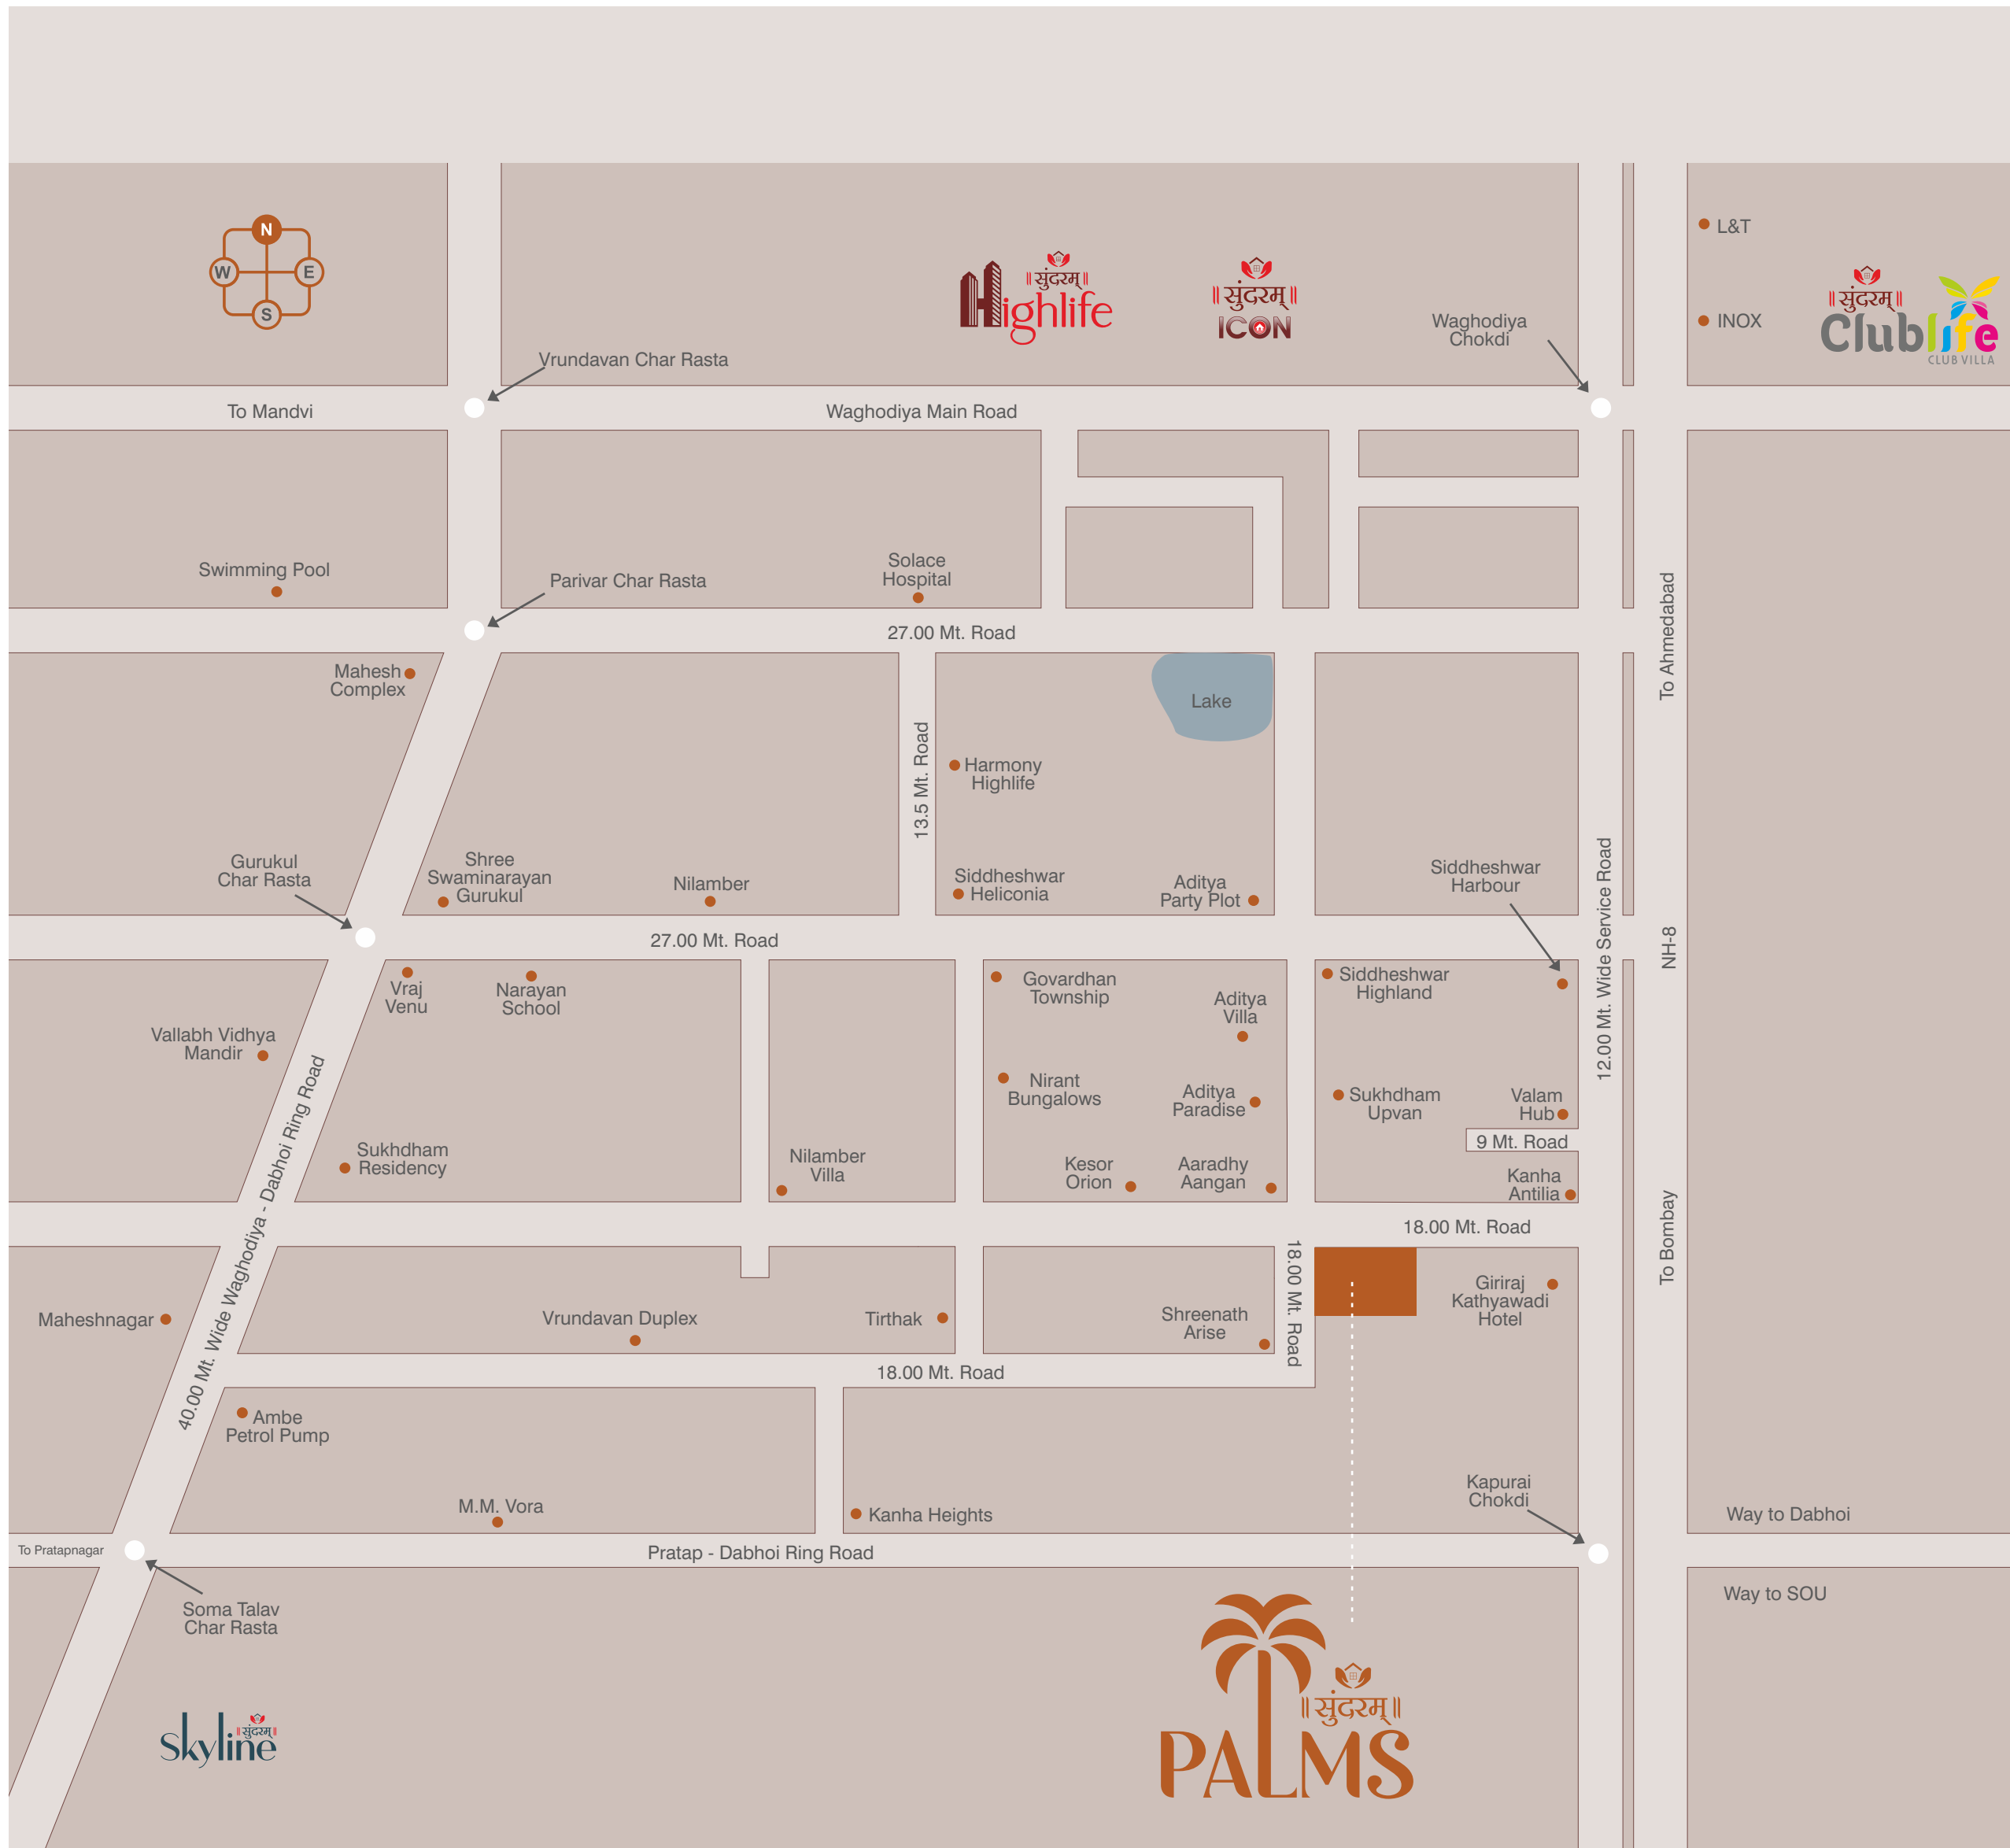 N
W
E
S
॥ सुंदरम् ॥
Highlife
॥ सुंदरम् ॥
ICON
L&T
INOX
॥ सुंदरम् ॥
Clublife
CLUB VILLA
Waghodiya
Chokdi
Vrundavan Char Rasta
To Mandvi
Waghodiya Main Road
Swimming Pool
Parivar Char Rasta
Solace
Hospital
27.00 Mt. Road
To Ahmedabad
Mahesh
Complex
Lake
13.5 Mt. Road
Harmony
Highlife
Gurukul
Char Rasta
Shree
Swaminarayan
Gurukul
Nilamber
Siddheshwar
Heliconia
Aditya
Party Plot
Siddheshwar
Harbour
12.00 Mt. Wide Service Road
NH-8
27.00 Mt. Road
Vraj
Venu
Narayan
School
Govardhan
Township
Aditya
Villa
Siddheshwar
Highland
Vallabh Vidhya
Mandir
Nirant
Bungalows
Aditya
Paradise
Sukhdham
Upvan
Valam
Hub
9 Mt. Road
40.00 Mt. Wide Waghodiya - Dabhoi Ring Road
Sukhdham
Residency
Nilamber
Villa
Kesor
Orion
Aaradhy
Aangan
Kanha
Antilia
18.00 Mt. Road
To Bombay
18.00 Mt. Road
Maheshnagar
Vrundavan Duplex
Tirthak
Shreenath
Arise
Giriraj
Kathyawadi
Hotel
18.00 Mt. Road
Ambe
Petrol Pump
M.M. Vora
Kanha Heights
Kapurai
Chokdi
Way to Dabhoi
To Pratapnagar
Pratap - Dabhoi Ring Road
Way to SOU
Soma Talav
Char Rasta
॥ सुंदरम् ॥
skyline
॥ सुंदरम् ॥
PALMS